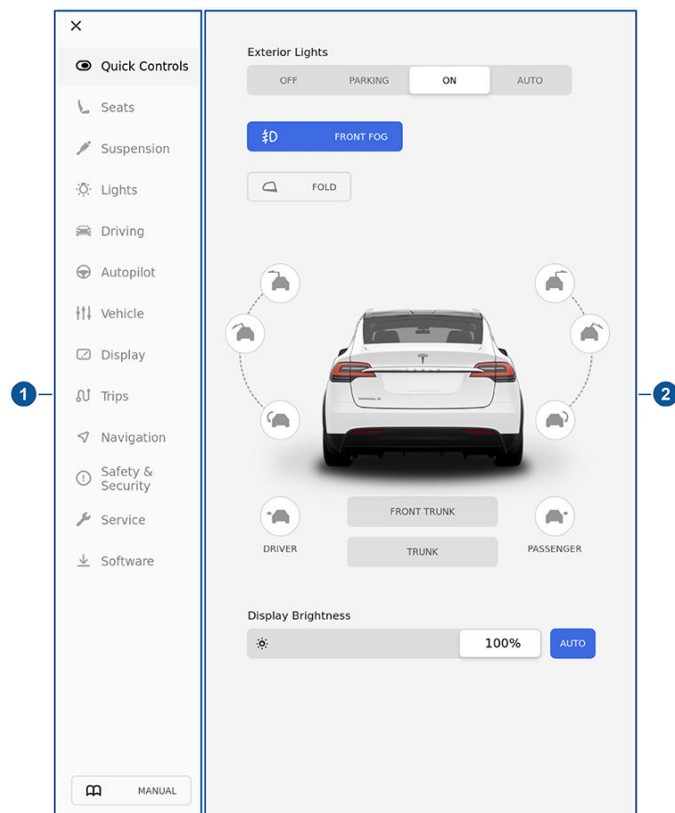 Quick Controls
Seats
Suspension
Lights
Driving
Autopilot
Vehicle
Display
1
Trips
Navigation
Safety &
Security
Service
Software
MANUAL
Exterior Lights
OFF PARKING ON AUTO
FRONT FOG
FOLD
2
FRONT TRUNK
DRIVER
TRUNK
PASSENGER
Display Brightness
100% AUTO